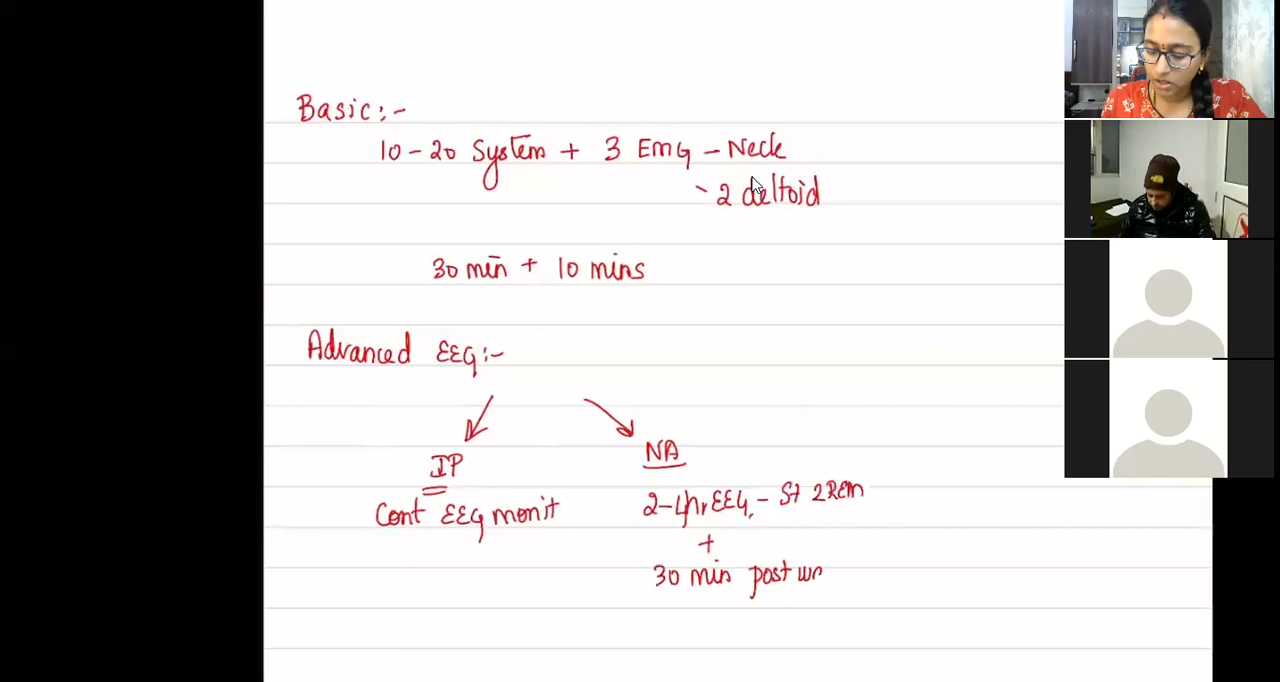 Basic:-
10-20 System + 3 EMG - Neck
- 2 deltoid
30 min + 10 mins
Advanced EEG:-
IP
NA
Cont EEG monit
2-4hr EEG - St 2 REM
+
30 min post